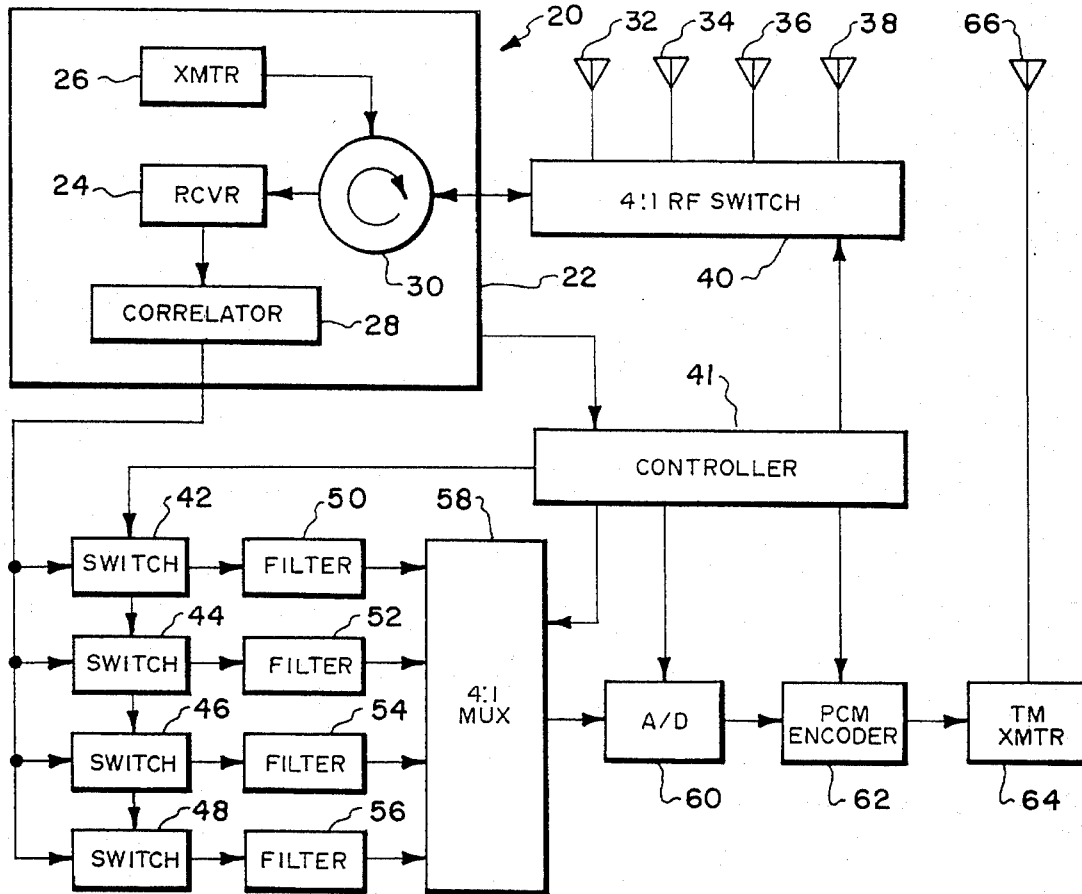 20
32
34
36
38
66
26
XMTR
24
RCVR
4:1 RF SWITCH
30
22
40
CORRELATOR
28
41
CONTROLLER
42
50
58
SWITCH
FILTER
44
52
SWITCH
FILTER
46
54
4:1
MUX
A/D
PCM
ENCODER
TM
XMTR
SWITCH
FILTER
60
62
64
48
56
SWITCH
FILTER